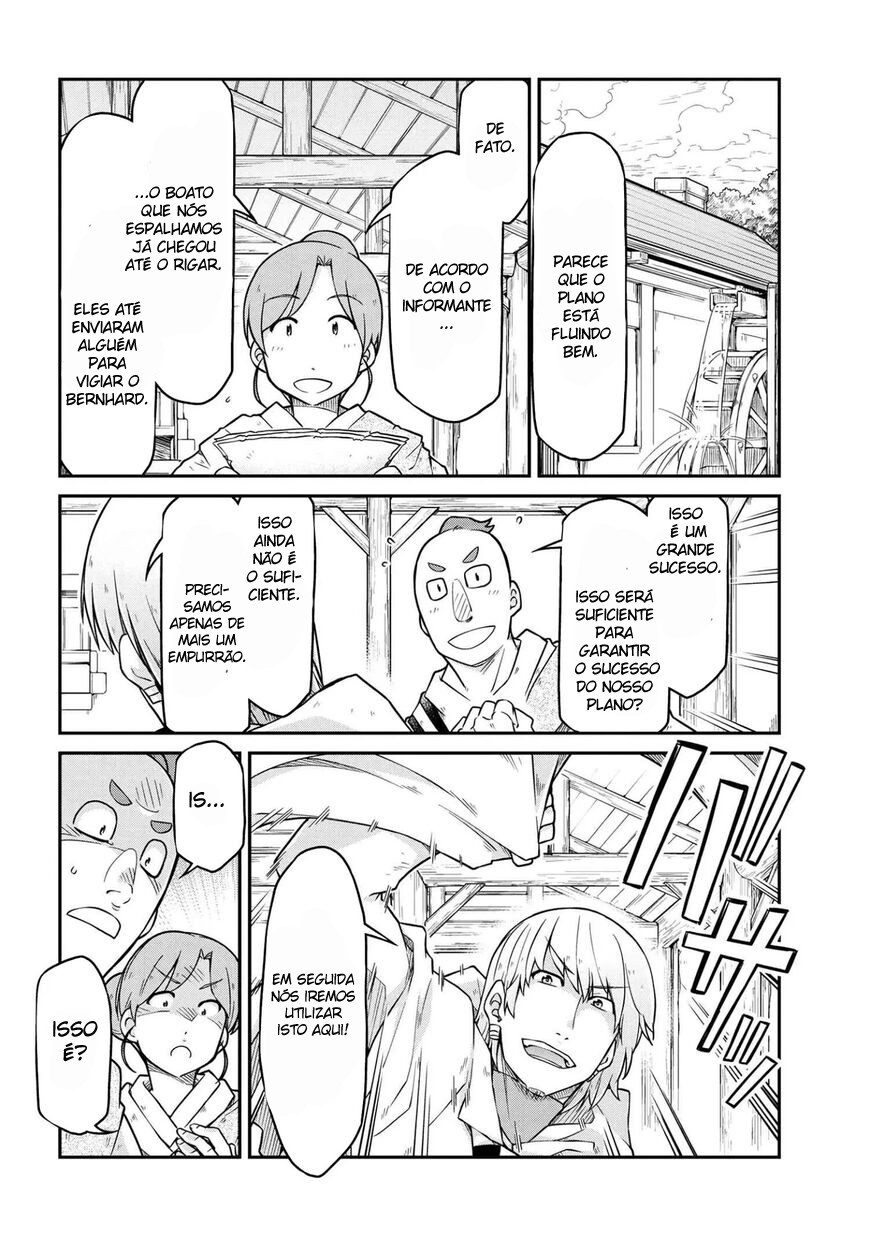 PARECE
QUE O
PLANO
ESTÁ
FLUINDO
BEM.
DE
FATO.
DE ACORDO
COM O
INFORMANTE
...
...O BOATO
QUE NÓS
ESPALHAMOS
JÁ CHEGOU
ATÉ O RIGAR.
ELES ATÉ
ENVIARAM
ALGUÉM
PARA
VIGIAR O
BERNHARD.
ISSO
É UM
GRANDE
SUCESSO.
ISSO SERÁ
SUFICIENTE
PARA
GARANTIR
O SUCESSO
DO NOSSO
PLANO?
ISSO
AINDA
NÃO É
O SUFI-
CIENTE.
PRECI-
SAMOS
APENAS DE
MAIS UM
EMPURRÃO.
バサッ
EM SEGUIDA
NÓS IREMOS
UTILIZAR
ISTO AQUI!
IS...
ISSO
É?